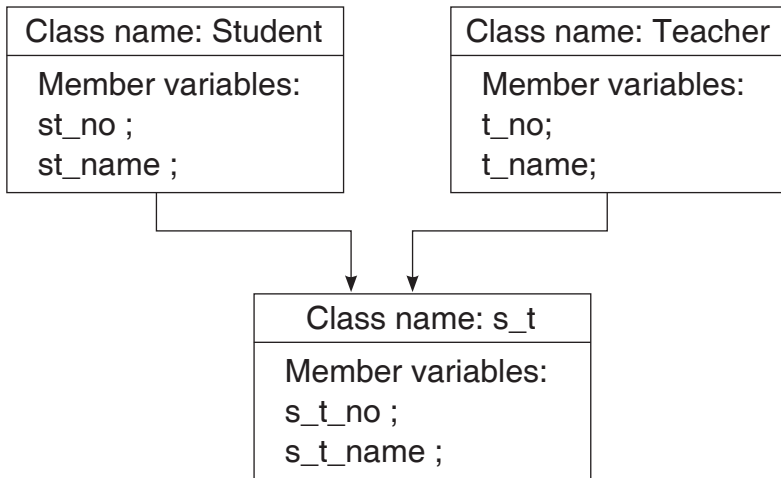 Class name: Student
Member variables:
st_no ;
st_name ;
Class name: Teacher
Member variables:
t_no;
t_name;
Class name: s_t
Member variables:
s_t_no ;
s_t_name ;